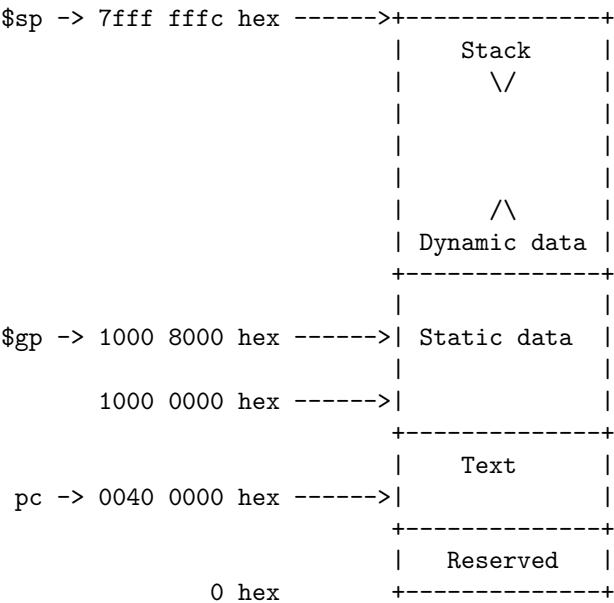 $sp -> 7fff fffc hex ------>+--------------+
                            |    Stack     |
                            |      \/      |
                            |              |
                            |              |
                            |              |
                            |      /\      |
                            | Dynamic data |
                            +--------------+
                            |              |
$gp -> 1000 8000 hex ------>| Static data  |
                            |              |
       1000 0000 hex ------>|              |
                            +--------------+
                            |    Text      |
 pc -> 0040 0000 hex ------>|              |
                            +--------------+
                            |   Reserved   |
               0 hex        +--------------+